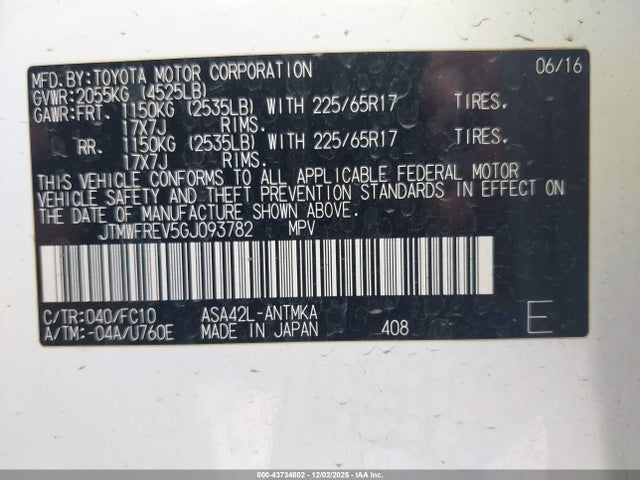 MFD.BY:TOYOTA MOTOR CORPORATION 06/16
GVWR:2055KG (4525LB)
GAWR:FRT. 1150KG (2535LB) WITH 225/65R17 TIRES.
17X7J RIMS.
RR. 1150KG (2535LB) WITH 225/65R17 TIRES.
17X7J RIMS.
THIS VEHICLE CONFORMS TO ALL APPLICABLE FEDERAL MOTOR
VEHICLE SAFETY AND THEFT PREVENTION STANDARDS IN EFFECT ON
THE DATE OF MANUFACTURE SHOWN ABOVE.
JTMWFREV5GJ093782 MPV
C/TR:040/FC10 ASA42L-ANTMKA
A/TM:-04A/U760E MADE IN JAPAN 408 E
000-43734802 - 12/02/2025 - IAAI, Inc.